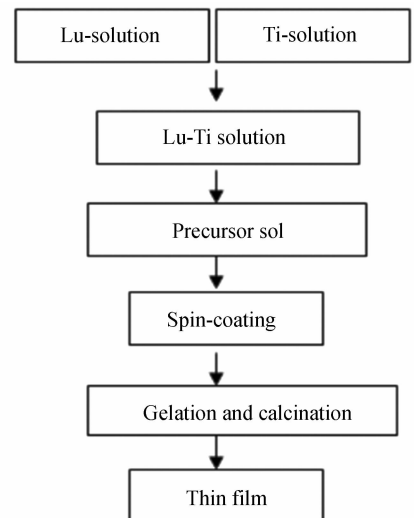 Lu-solution
Ti-solution
Lu-Ti solution
Precursor sol
Spin-coating
Gelation and calcination
Thin film